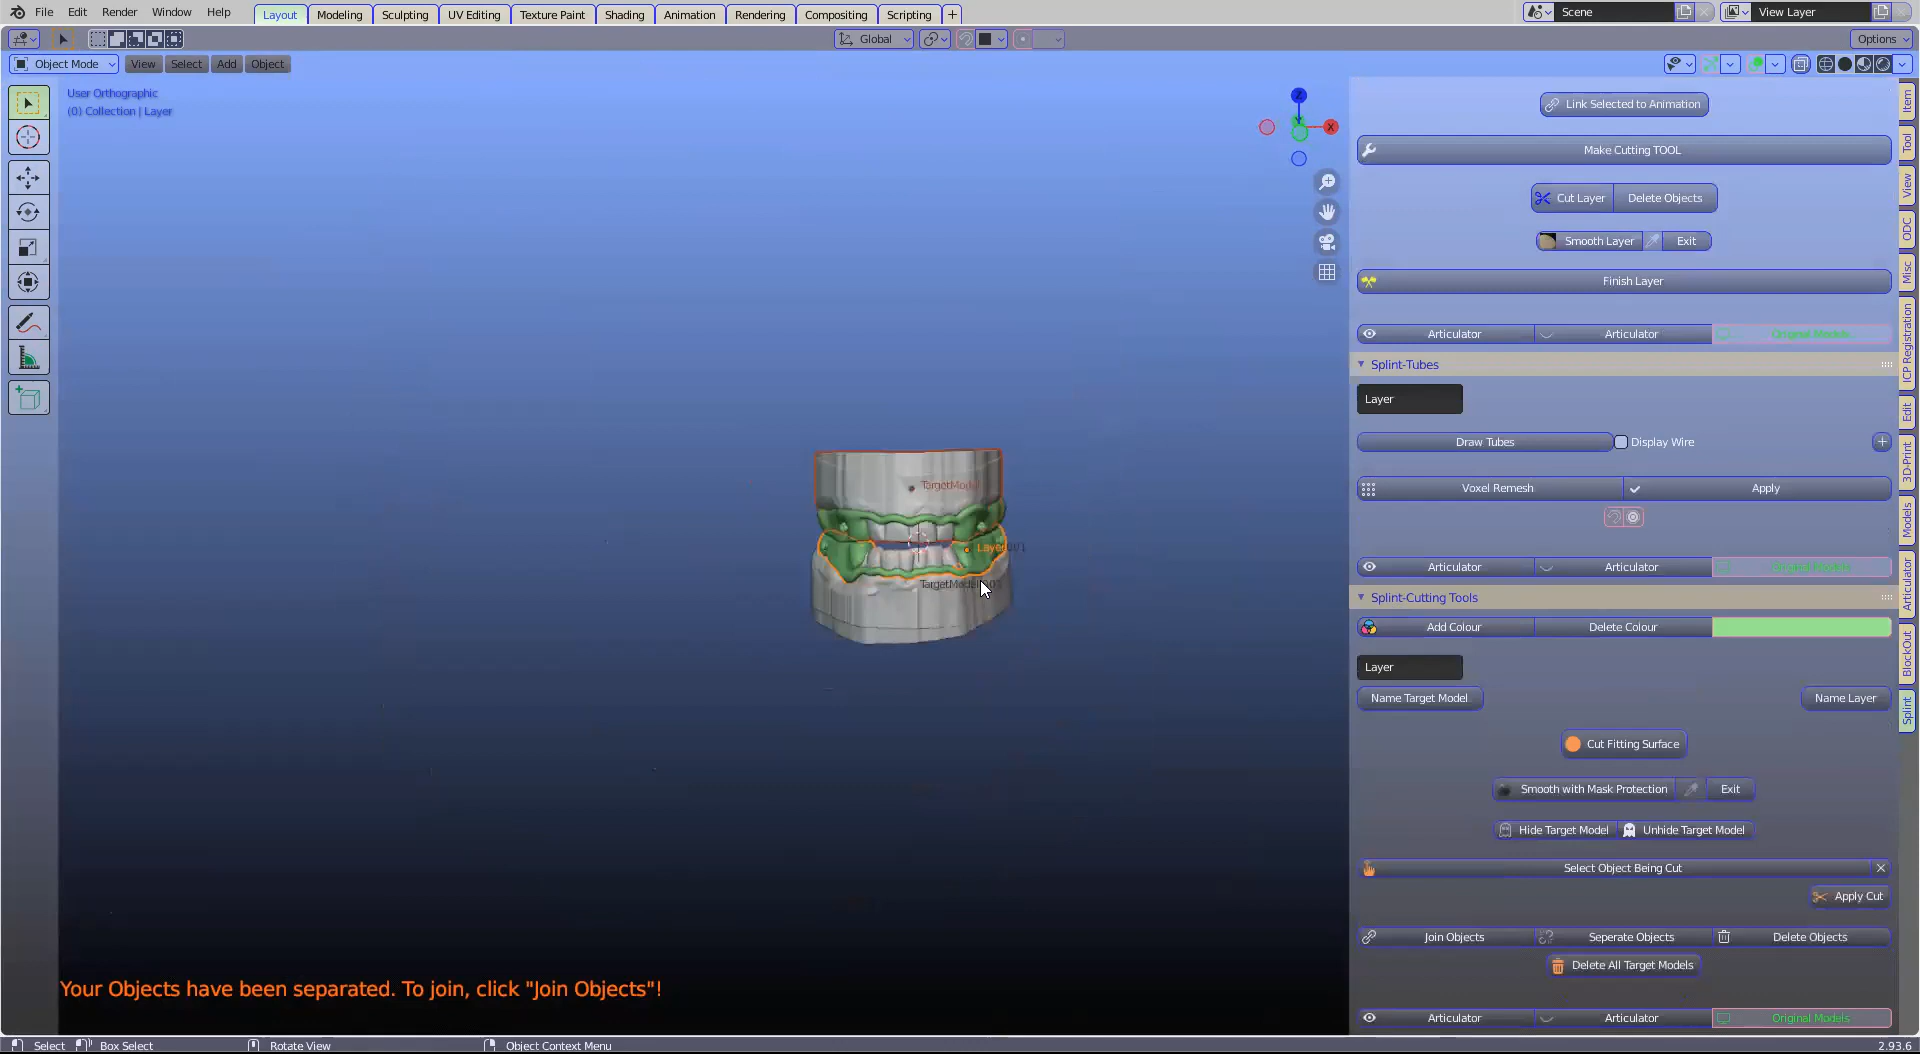 File Edit Render Window Help
Layout Modeling Sculpting UV Editing Texture Paint Shading Animation Rendering Compositing Scripting +
Scene
View Layer
Global
Options
Object Mode View Select Add Object
User Orthographic
(0) Collection | Layer
Z
X
TargetModel
Layer.001
Link Selected to Animation
Make Cutting TOOL
Cut Layer Delete Objects
Smooth Layer Exit
Finish Layer
Articulator Articulator Original Models
Splint-Tubes
Layer
Draw Tubes Display Wire
Voxel Remesh Apply
Articulator Articulator Original Models
Splint-Cutting Tools
Add Colour Delete Colour
Layer
Name Target Model Name Layer
Cut Fitting Surface
Smooth with Mask Protection Exit
Hide Target Model Unhide Target Model
Select Object Being Cut
Apply Cut
Join Objects Seperate Objects Delete Objects
Delete All Target Models
Articulator Articulator Original Models
Item
Tool
View
ODC
Misc
ICP Registration
Edit
3D-Print
Models
Articulator
BlockOut
Splint
Your Objects have been separated. To join, click "Join Objects"!
Select Box Select Rotate View Object Context Menu
2.93.6